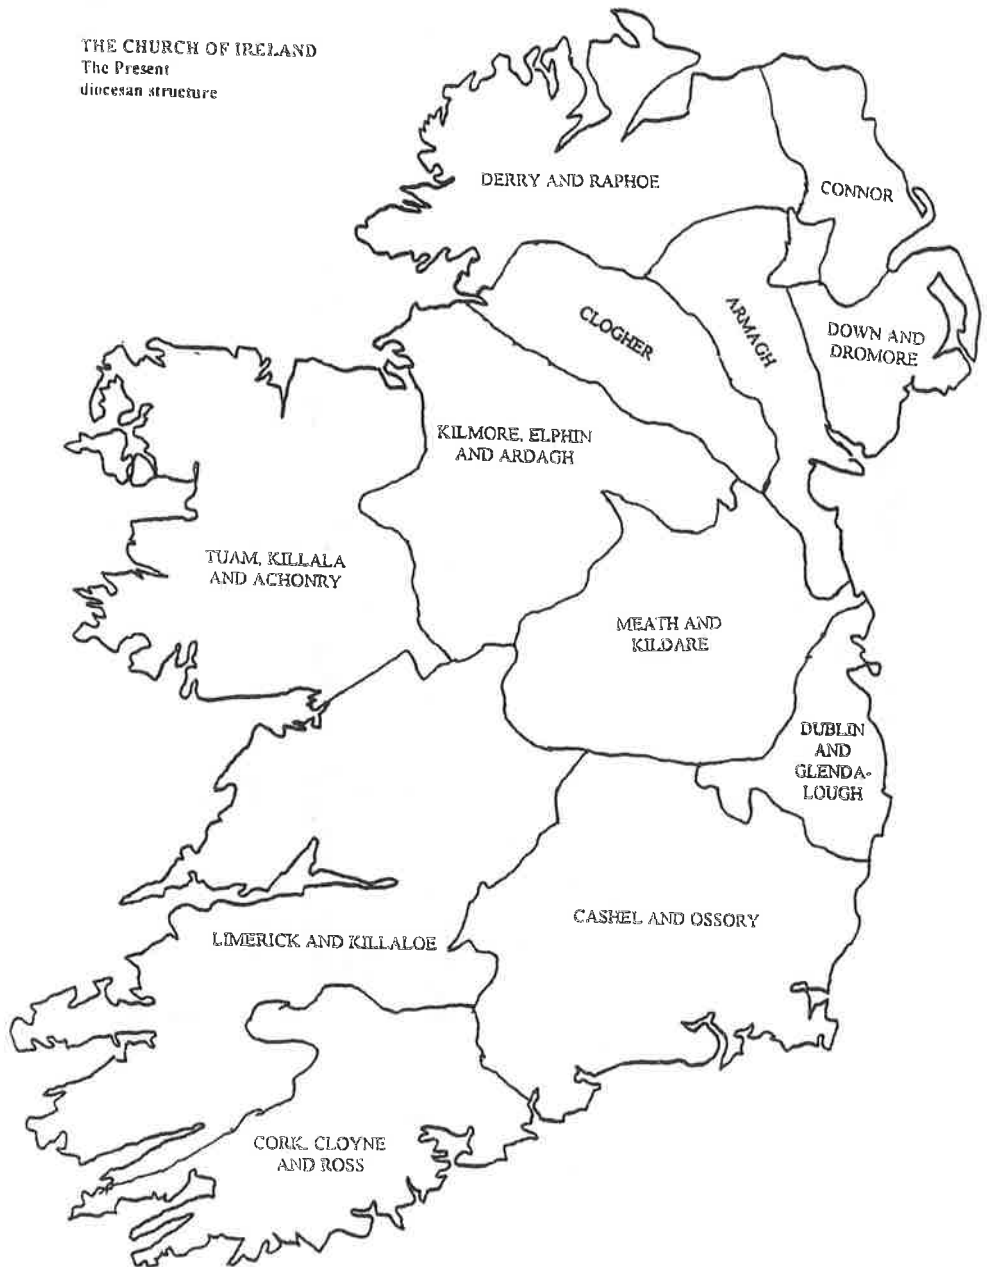 THE CHURCH OF IRELAND
The Present
diocesan structure
DERRY AND RAPHOE
CONNOR
CLOGHER
ARMAGH
DOWN AND
DROMORE
KILMORE, ELPHIN
AND ARDAGH
TUAM, KILLALA
AND ACHONRY
MEATH AND
KILDARE
DUBLIN
AND
GLENDA-
LOUGH
CASHEL AND OSSORY
LIMERICK AND KILLALOE
CORK, CLOYNE
AND ROSS